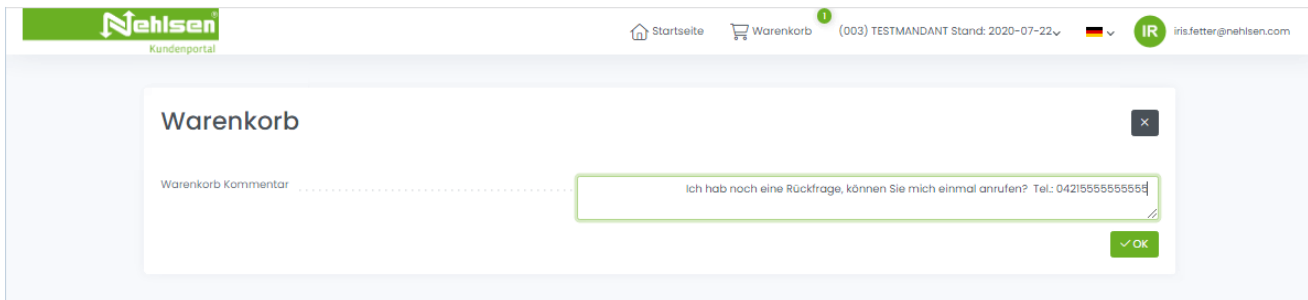 Nehlsen®
Kundenportal
Startseite Warenkorb 1 (003) TESTMANDANT Stand: 2020-07-22 IR iris.fetter@nehlsen.com
Warenkorb
×
Warenkorb Kommentar
Ich hab noch eine Rückfrage, können Sie mich einmal anrufen? Tel.: 04215555555555
OK